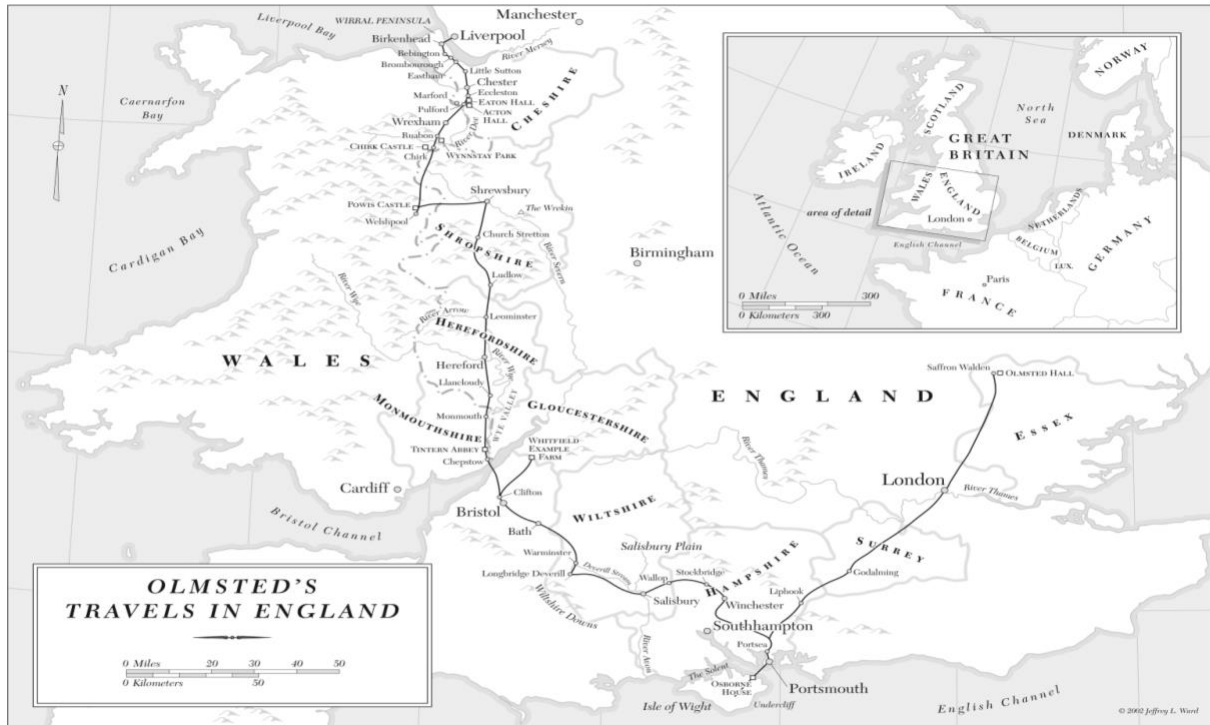 Liverpool Bay
WIRRAL PENINSULA
Manchester
Birkenhead
Liverpool
Bebington
Bromborough
Eastham
River Mersey
Little Sutton
Chester
Eccleston
EATON HALL
Marford
Pulford
ACTON
HALL
CHESHIRE
Wrexham
River Dee
Ruabon
CHIRK CASTLE
Chirk
WYNNSTAY PARK
N
Caernarfon
Bay
Shrewsbury
POWIS CASTLE
The Wrekin
Welshpool
Church Stretton
SHROPSHIRE
River Severn
Birmingham
Cardigan Bay
Ludlow
River Wye
River Arrow
Leominster
HEREFORDSHIRE
WALES
Hereford
River Wye
Llancloudy
MONMOUTHSHIRE
Monmouth
WYE VALLEY
GLOUCESTERSHIRE
TINTERN ABBEY
Chepstow
WHITFIELD
EXAMPLE
FARM
Cardiff
Clifton
Bristol
Bristol Channel
Bath
WILTSHIRE
Warminster
Longbridge Deverill
Deverill Stream
Salisbury Plain
Wallop
Stockbridge
HAMPSHIRE
Salisbury
Wiltshire Downs
Winchester
Liphook
Southhampton
River Avon
Portsea
The Solent
OSBORNE
HOUSE
Portsmouth
Isle of Wight
Undercliff
English Channel
ENGLAND
Saffron Walden
OLMSTED HALL
ESSEX
River Thames
London
River Thames
SURREY
Godalming
NORWAY
SCOTLAND
North
Sea
GREAT
BRITAIN
DENMARK
IRELAND
WALES
ENGLAND
London
area of detail
NETHERLANDS
English Channel
BELGIUM
GERMANY
LUX.
Atlantic Ocean
Paris
FRANCE
0 Miles 300
0 Kilometers 300
OLMSTED'S
TRAVELS IN ENGLAND
0 Miles 20 30 40 50
0 Kilometers 50
© 2002 Jeffrey L. Ward